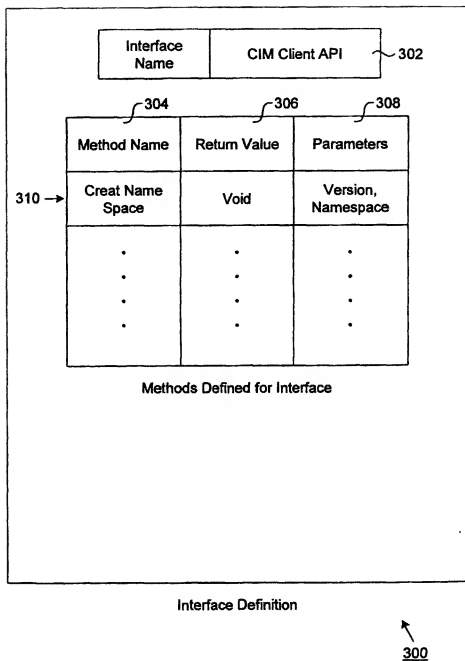 Interface Name
CIM Client API
302
304
306
308
Method Name
Return Value
Parameters
310
Creat Name Space
Void
Version, Namespace
Methods Defined for Interface
Interface Definition
300